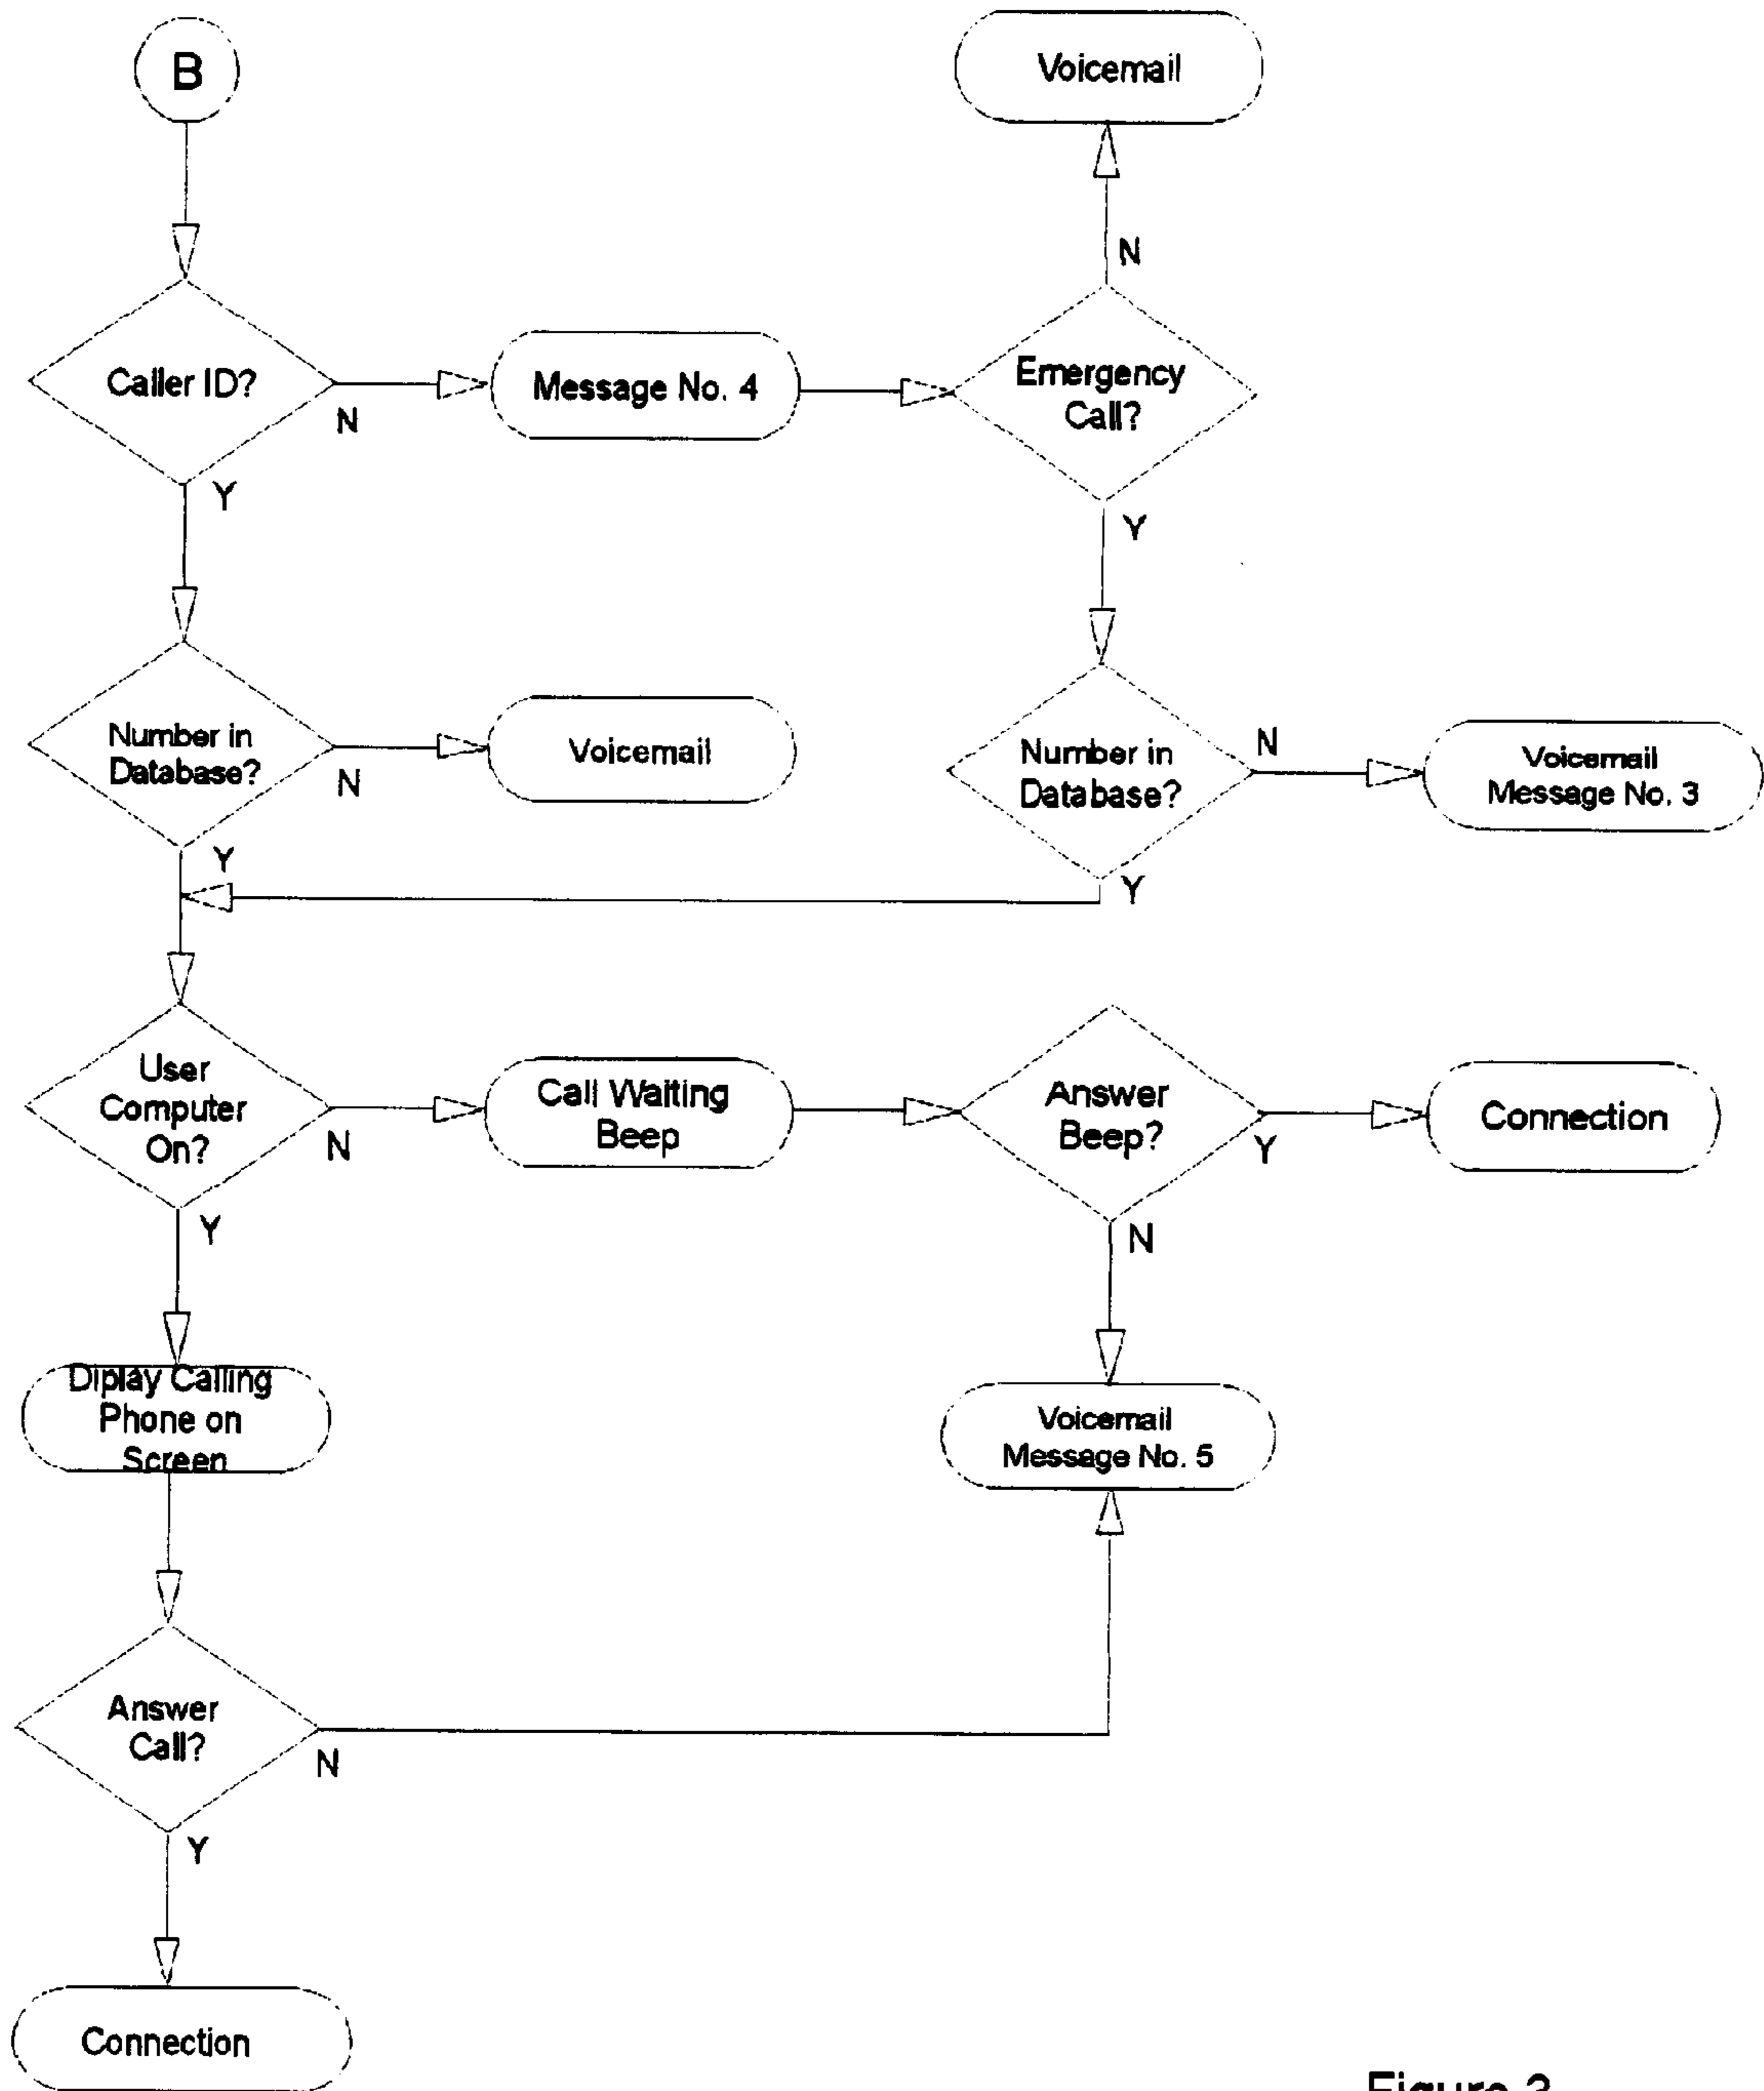 B
Voicemail
N
Caller ID?
N
Message No. 4
Emergency
Call?
Y
Y
Number in
Database?
N
Voicemail
Number in
Database?
N
Voicemail
Message No. 3
Y
Y
User
Computer
On?
N
Call Waiting
Beep
Answer
Beep?
Y
Connection
Y
N
Diplay Calling
Phone on
Screen
Voicemail
Message No. 5
Answer
Call?
N
Y
Connection
Figure 3